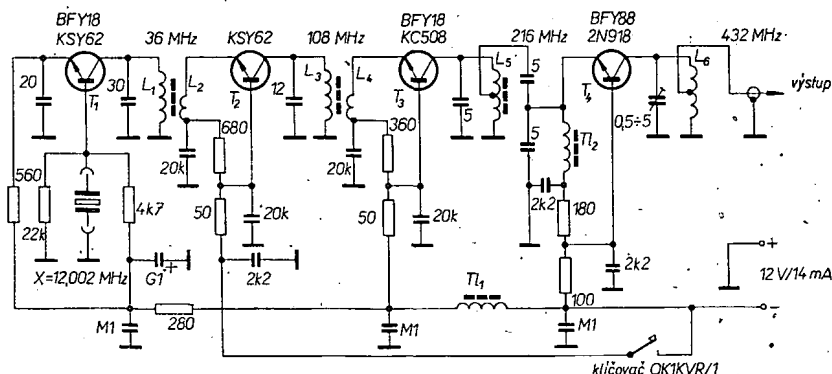 BFY18
KSY62
36 MHz
KSY62
108 MHz
BFY18
KC508
216 MHz
BFY88
2N918
432 MHz
20
T1
30
L1
L2
T2
12
L3
L4
T3
5
L5
5
T4
L6
výstup
680
360
5
Tl2
0,5÷5
20k
20k
560
22k
4k7
50
20k
50
20k
2k2
180
X=12,002 MHz
G1
+
2k2
100
2k2
+
12 V/14 mA
Tl1
−
M1
280
M1
M1
klíčovač OK1KVR/1